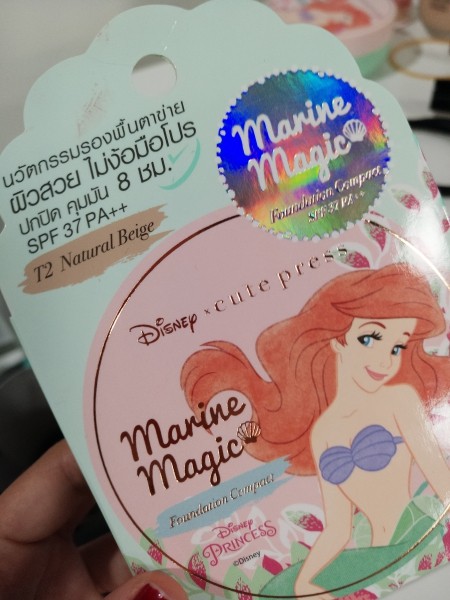 นวัตกรรมรองพื้นตาข่าย
ผิวสวย ไม่ง้อมือโปร
ปกปิด คุมมัน 8 ชม.
SPF 37 PA++
T2 Natural Beige
Marine
Magic
Foundation Compact
SPF 37 PA++
Disney × cute press
Marine
Magic
Foundation Compact
Disney
PRINCESS
©Disney